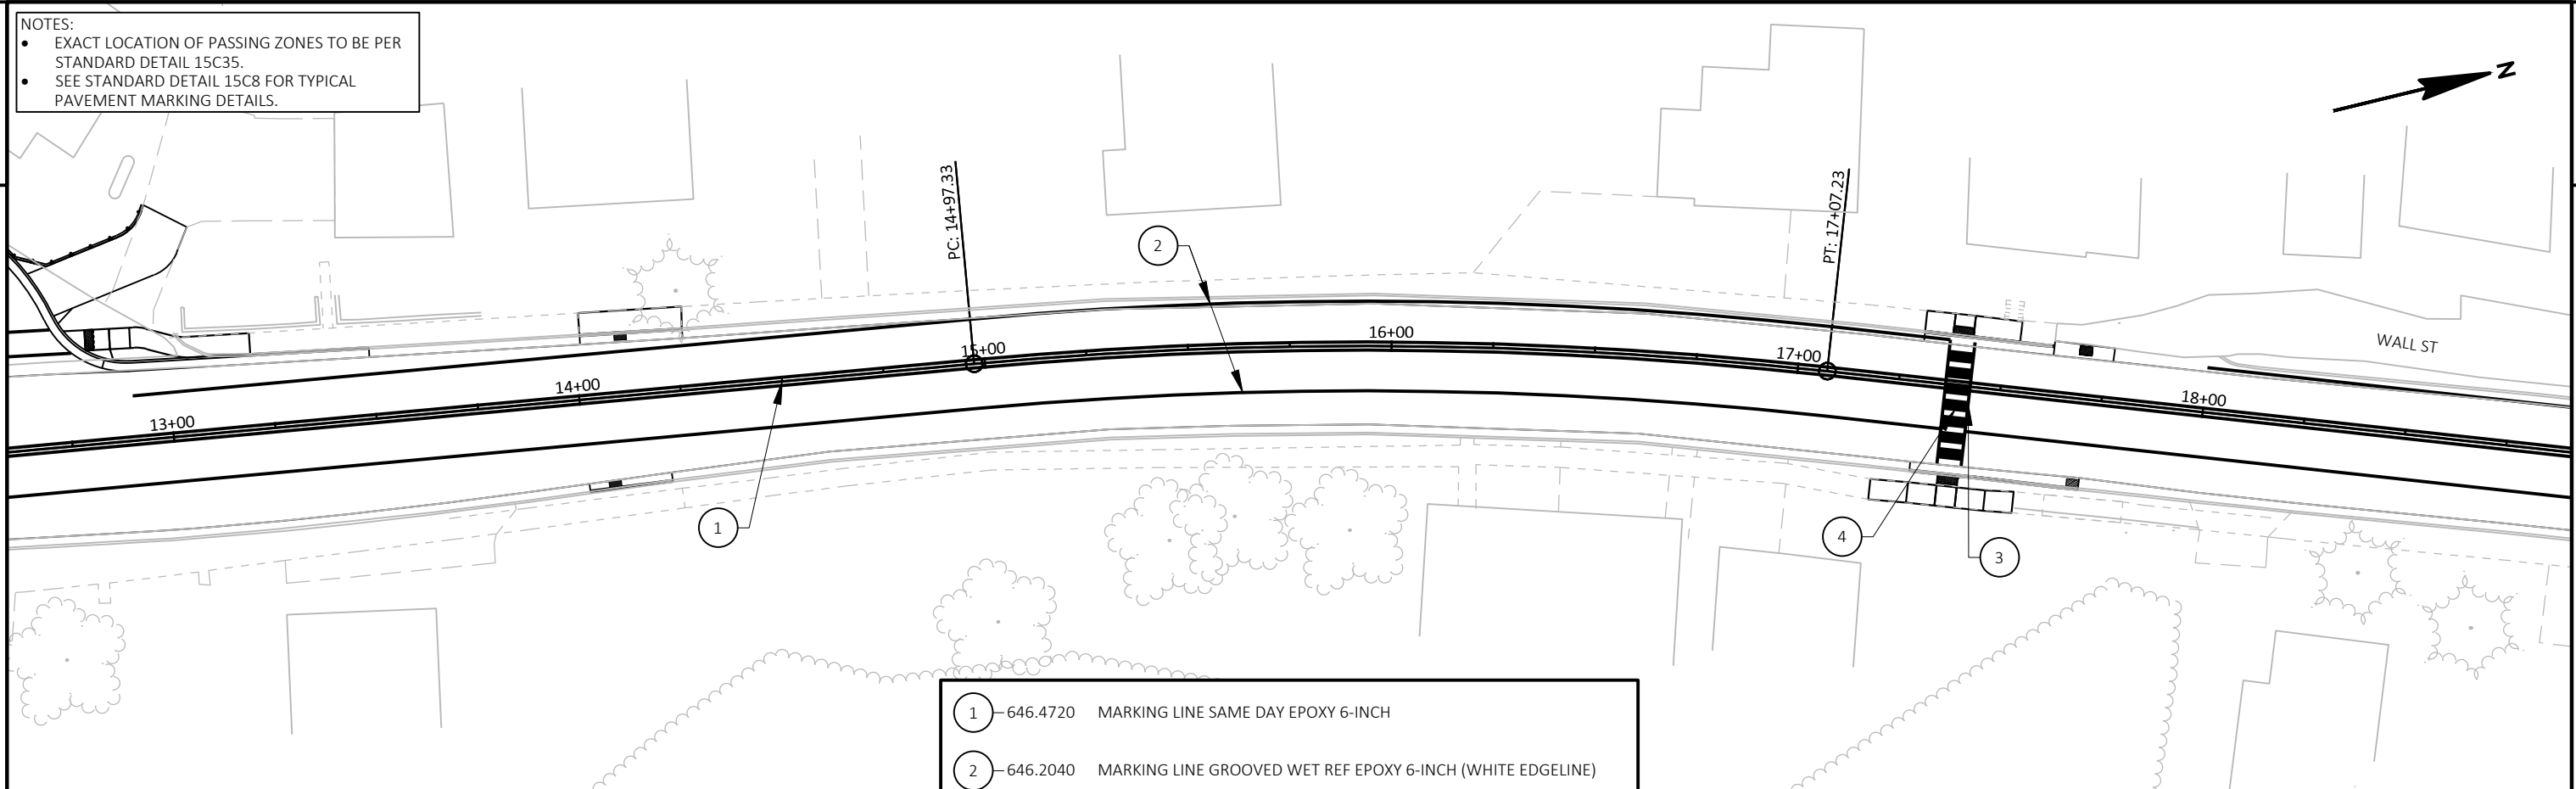 NOTES:
• EXACT LOCATION OF PASSING ZONES TO BE PER
STANDARD DETAIL 15C35.
• SEE STANDARD DETAIL 15C8 FOR TYPICAL
PAVEMENT MARKING DETAILS.
N
PC: 14+97.33
PT: 17+07.23
2
13+00
14+00
15+00
16+00
17+00
18+00
WALL ST
1
4
3
1 646.4720 MARKING LINE SAME DAY EPOXY 6-INCH
2 646.2040 MARKING LINE GROOVED WET REF EPOXY 6-INCH (WHITE EDGELINE)